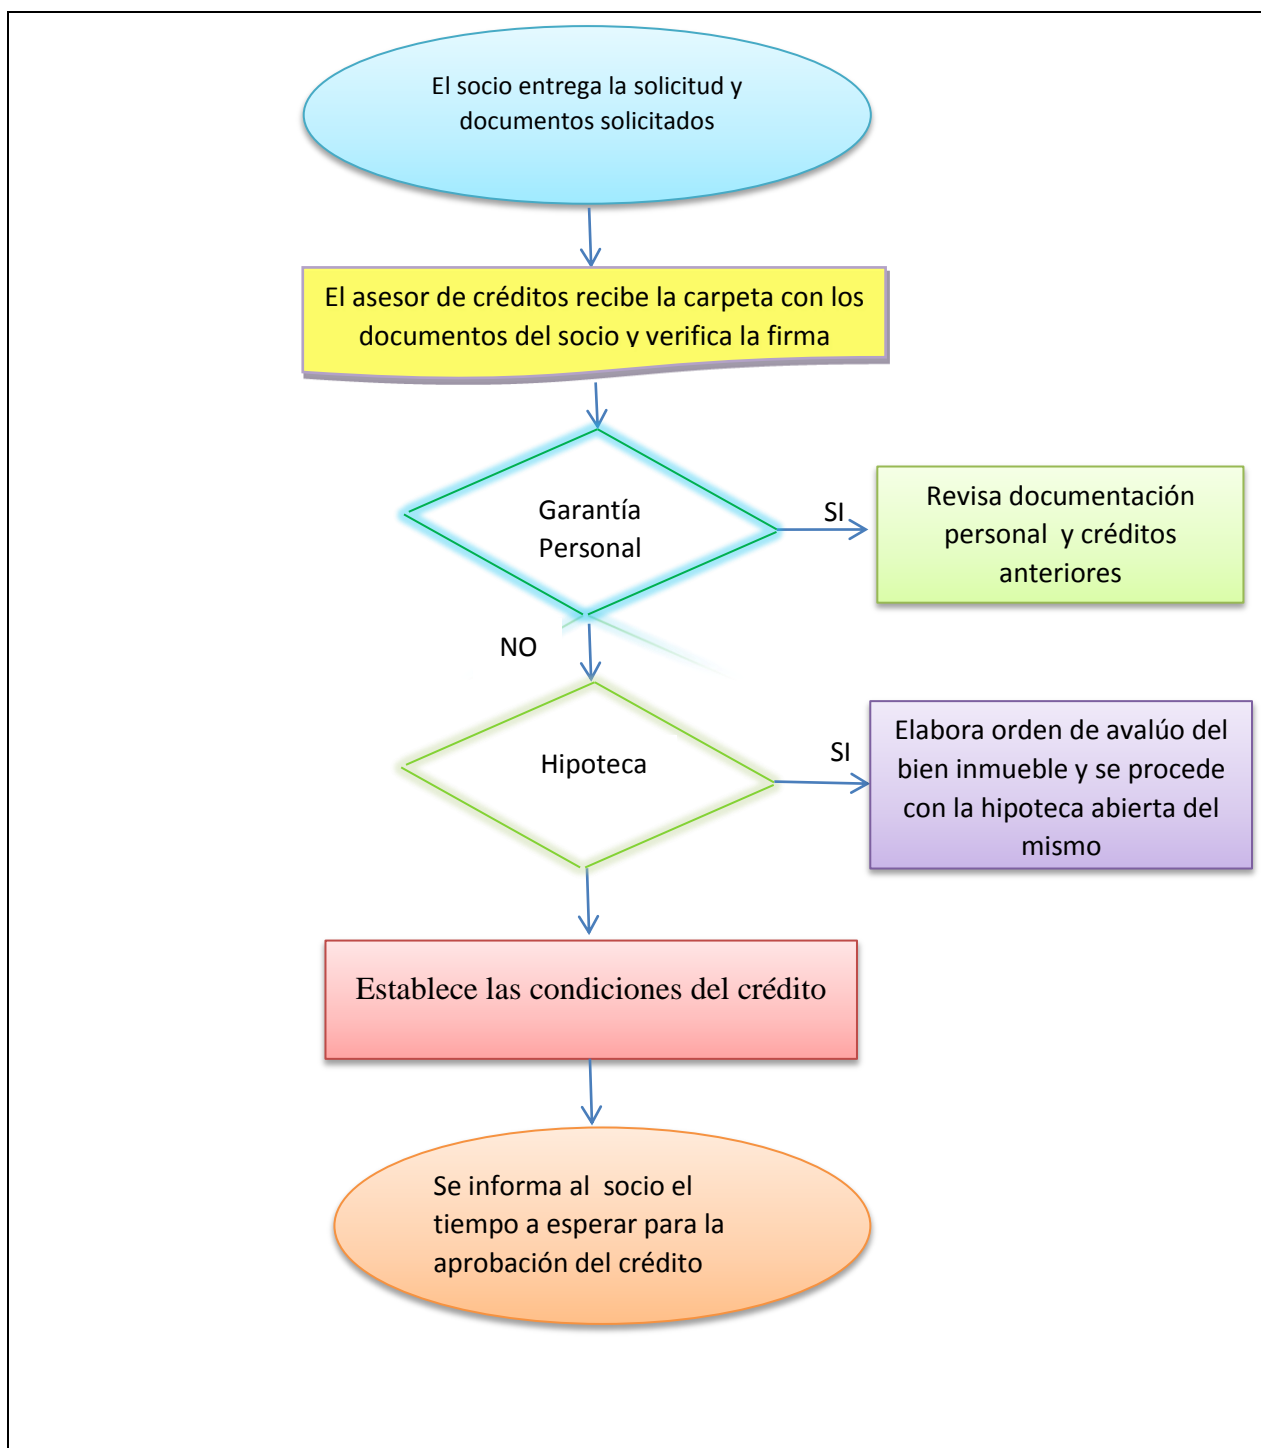 El socio entrega la solicitud y
documentos solicitados
El asesor de créditos recibe la carpeta con los
documentos del socio y verifica la firma
Garantía
Personal
SI
Revisa documentación
personal y créditos
anteriores
NO
Hipoteca
SI
Elabora orden de avalúo del
bien inmueble y se procede
con la hipoteca abierta del
mismo
Establece las condiciones del crédito
Se informa al socio el
tiempo a esperar para la
aprobación del crédito